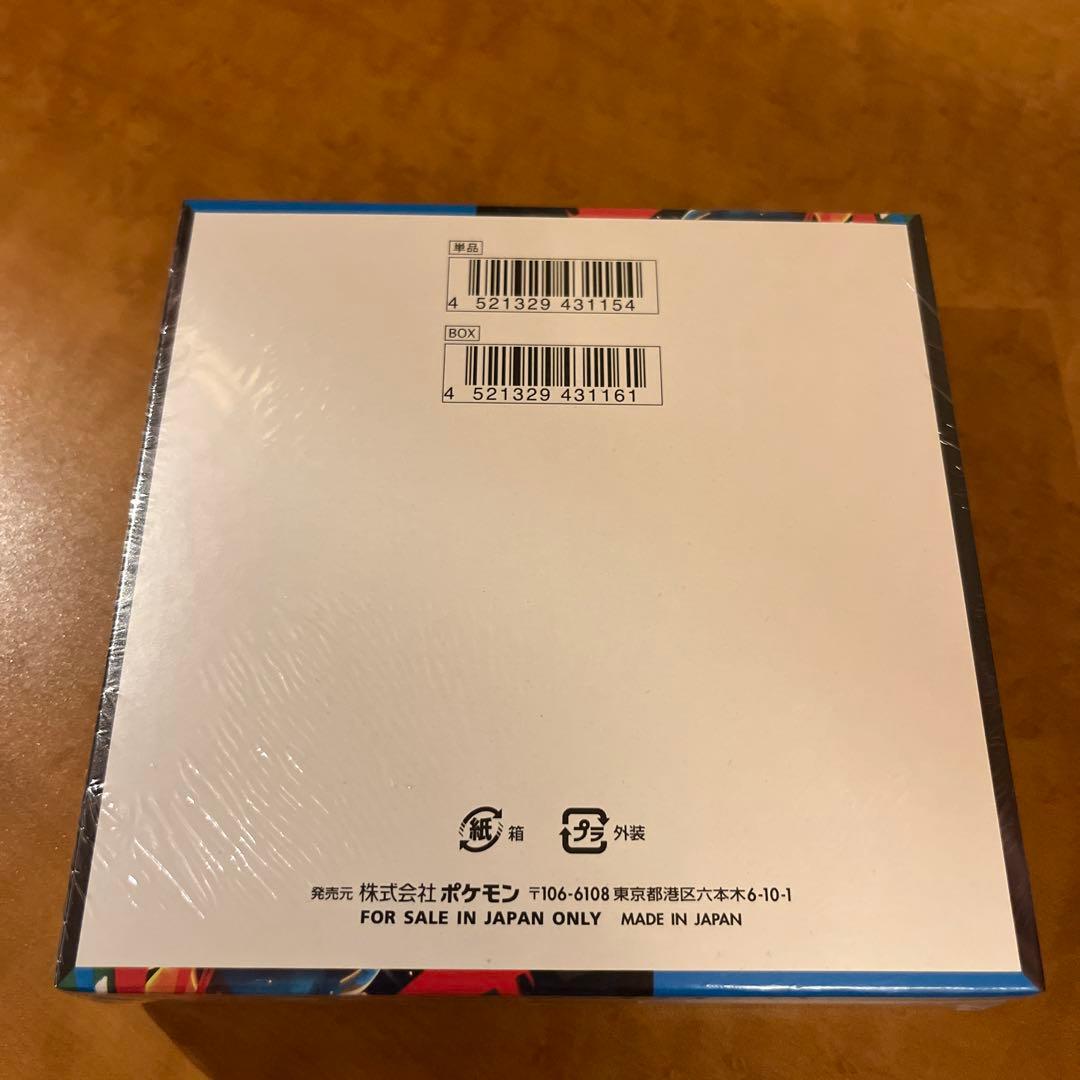 単品
4 521329 431154
BOX
4 521329 431161
紙 箱 プラ 外装
発売元 株式会社ポケモン 〒106-6108 東京都港区六本木6-10-1
FOR SALE IN JAPAN ONLY MADE IN JAPAN